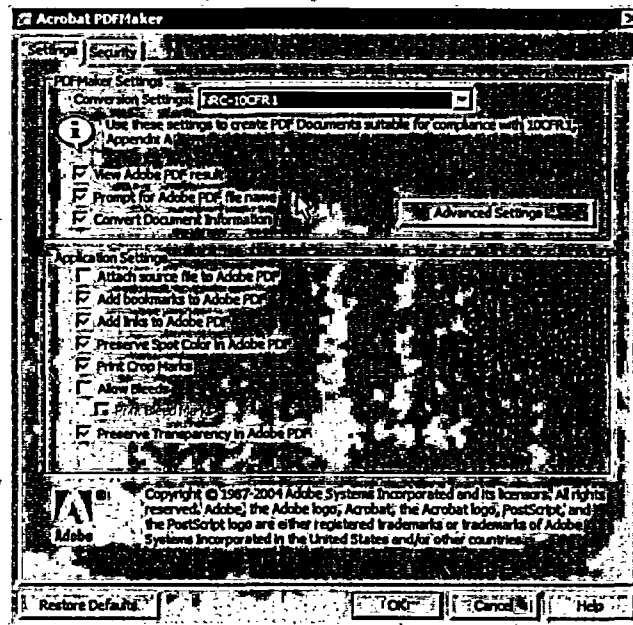 Acrobat PDFMaker
Settings Security
PDFMaker Settings
Conversion Settings: NRC-10CFR1
Use these settings to create PDF Documents suitable for compliance with 10CFR1,
Appendix A
View Adobe PDF result
Prompt for Adobe PDF file name
Convert Document Information
Advanced Settings
Application Settings
Attach source file to Adobe PDF
Add bookmarks to Adobe PDF
Add links to Adobe PDF
Preserve Spot Color in Adobe PDF
Print Crop Marks
Allow Bleeds
Print Bleed Marks
Preserve Transparency in Adobe PDF
Copyright © 1987-2004 Adobe Systems Incorporated and its licensors. All rights
reserved. Adobe, the Adobe logo, Acrobat, the Acrobat logo, PostScript, and
the PostScript logo are either registered trademarks or trademarks of Adobe
Systems Incorporated in the United States and/or other countries.
Adobe
Restore Defaults OK Cancel Help